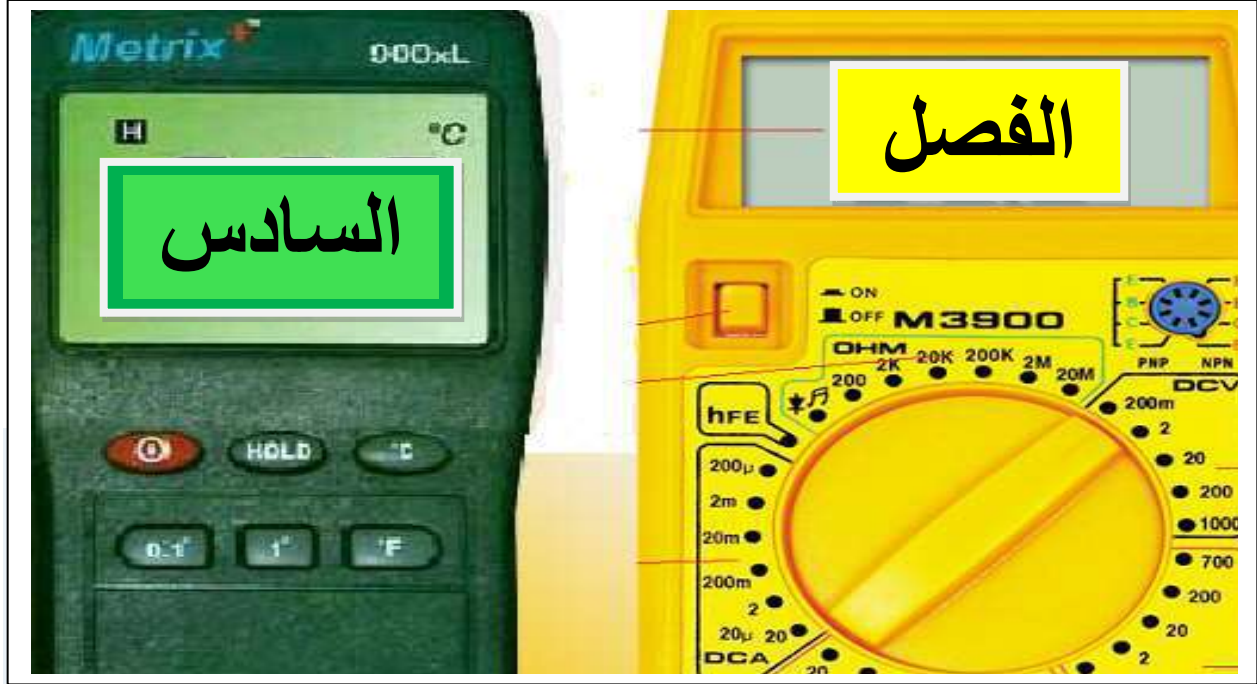 الفصل
السادس
Metrix+
H
°C
HOLD
°C
0.1°
1°
°F
ON
OFF
M3900
OHM
200
2K
20K
200K
2M
20M
PNP
NPN
E
B
C
E
hFE
DCV
200m
2
20
200
1000
700
200
20
2
200µ
2m
20m
200m
2
20µ
20
DCA
20